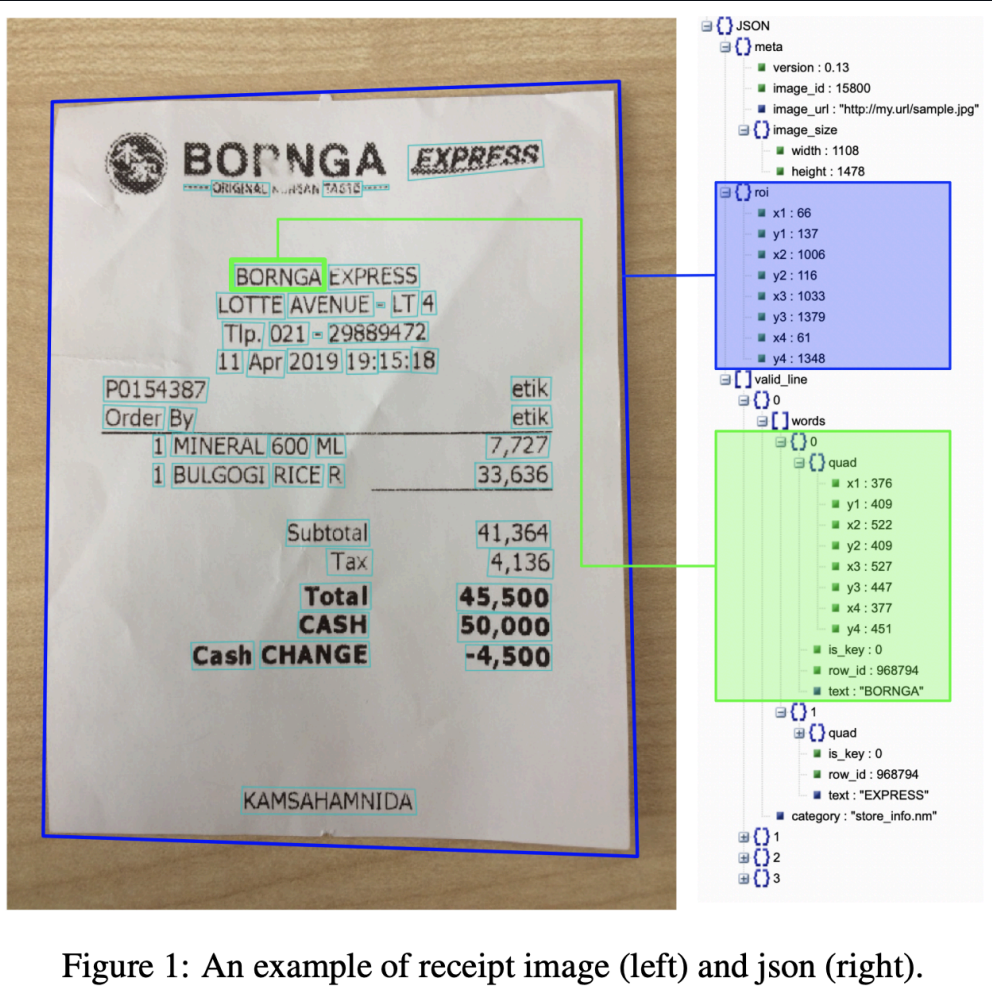 BORNGA EXPRESS
ORIGINAL NUNSAN TASTE
BORNGA EXPRESS
LOTTE AVENUE - LT 4
Tlp. 021 - 29889472
11 Apr 2019 19:15:18
P0154387 etik
Order By etik
1 MINERAL 600 ML 7,727
1 BULGOGI RICE R 33,636
Subtotal 41,364
Tax 4,136
Total 45,500
CASH 50,000
Cash CHANGE -4,500
KAMSAHAMNIDA
JSON
meta
version : 0.13
image_id : 15800
image_url : "http://my.url/sample.jpg"
image_size
width : 1108
height : 1478
roi
x1 : 66
y1 : 137
x2 : 1006
y2 : 116
x3 : 1033
y3 : 1379
x4 : 61
y4 : 1348
valid_line
0
words
0
quad
x1 : 376
y1 : 409
x2 : 522
y2 : 409
x3 : 527
y3 : 447
x4 : 377
y4 : 451
is_key : 0
row_id : 968794
text : "BORNGA"
1
quad
is_key : 0
row_id : 968794
text : "EXPRESS"
category : "store_info.nm"
1
2
3
Figure 1: An example of receipt image (left) and json (right).